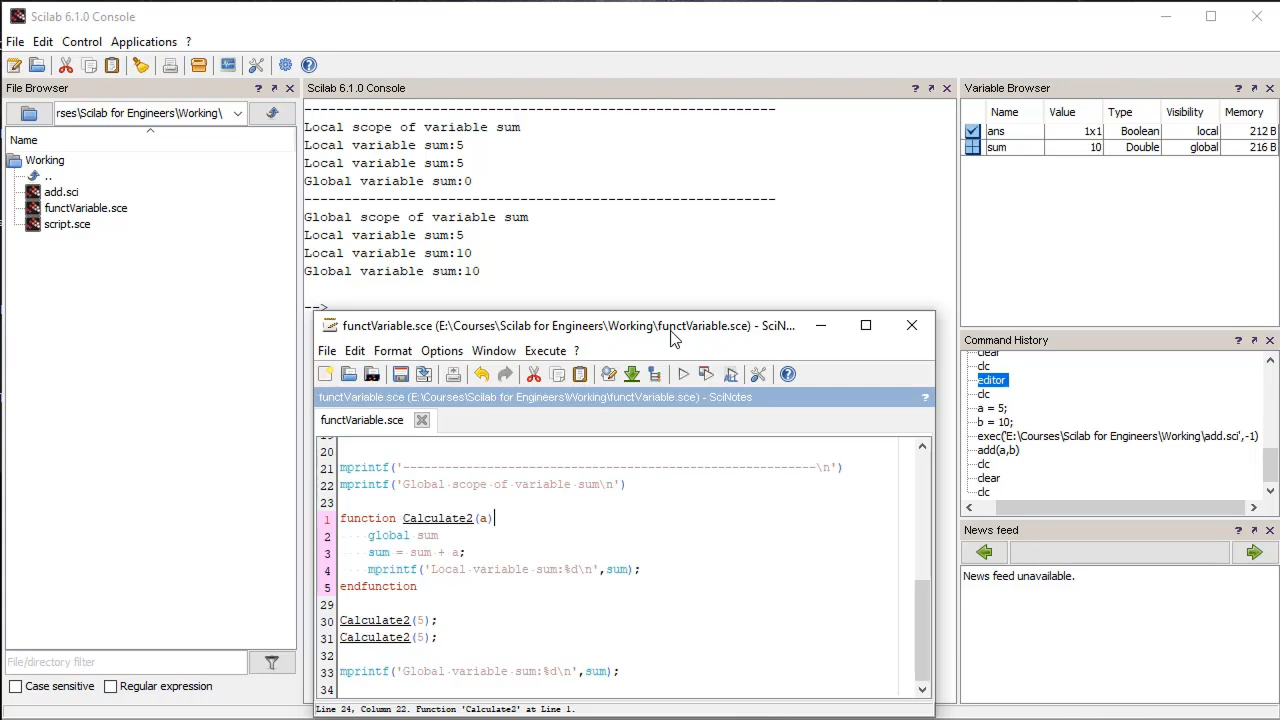 Scilab 6.1.0 Console
File Edit Control Applications ?
File Browser ? Scilab 6.1.0 Console ? Variable Browser ?
rses\Scilab for Engineers\Working\
Name
Working
..
add.sci
functVariable.sce
script.sce
File/directory filter
Case sensitive Regular expression
-------------------------------------------------------
Local scope of variable sum
Local variable sum:5
Local variable sum:5
Global variable sum:0
-------------------------------------------------------
Global scope of variable sum
Local variable sum:5
Local variable sum:10
Global variable sum:10
-->
functVariable.sce (E:\Courses\Scilab for Engineers\Working\functVariable.sce) - SciN...
File Edit Format Options Window Execute ?
functVariable.sce (E:\Courses\Scilab for Engineers\Working\functVariable.sce) - SciNotes ?
functVariable.sce
19
20
21 mprintf('-----------------------------------------------------------\n')
22 mprintf('Global scope of variable sum\n')
23
1 function Calculate2(a)
2 global sum
3 sum = sum + a;
4 mprintf('Local variable sum:%d\n',sum);
5 endfunction
29
30 Calculate2(5);
31 Calculate2(5);
32
33 mprintf('Global variable sum:%d\n',sum);
34
Line 24, Column 22. Function 'Calculate2' at Line 1.
Name Value Type Visibility Memory
ans 1x1 Boolean local 212 B
sum 10 Double global 216 B
Command History ?
clear
clc
editor
clc
a = 5;
b = 10;
exec('E:\Courses\Scilab for Engineers\Working\add.sci',-1)
add(a,b)
clc
clear
clc
News feed ?
News feed unavailable.